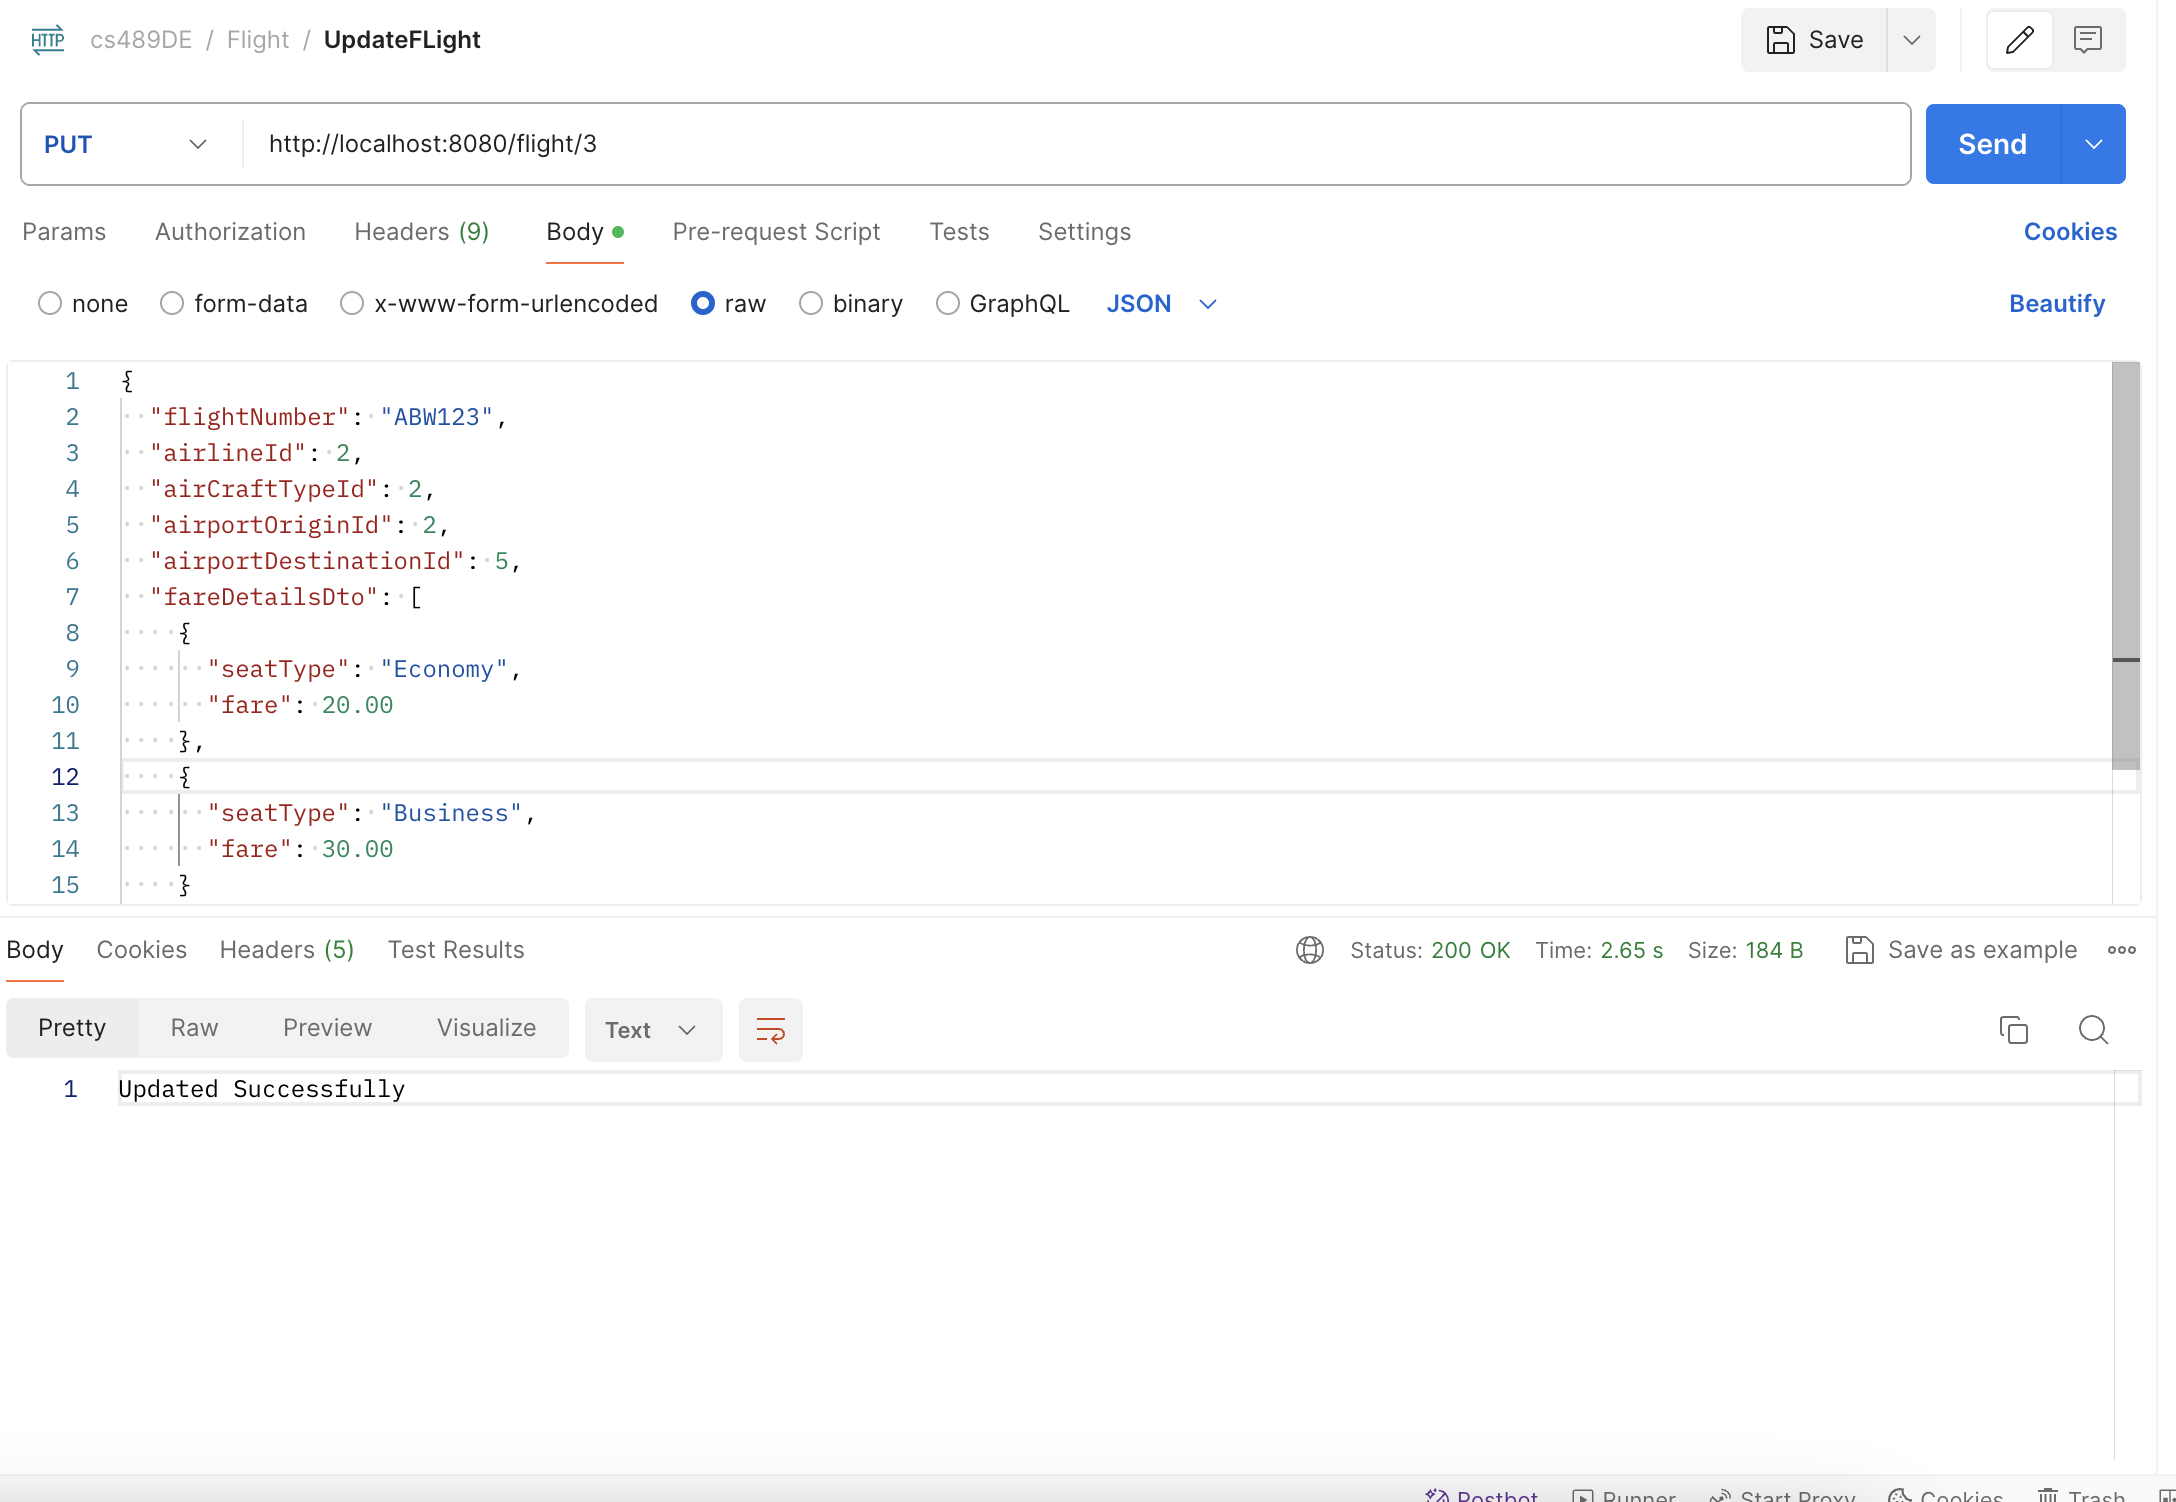 HTTP cs489DE / Flight / UpdateFLight Save
PUT http://localhost:8080/flight/3 Send
Params Authorization Headers (9) Body Pre-request Script Tests Settings Cookies
none form-data x-www-form-urlencoded raw binary GraphQL JSON Beautify
1 {
2 "flightNumber": "ABW123",
3 "airlineId": 2,
4 "airCraftTypeId": 2,
5 "airportOriginId": 2,
6 "airportDestinationId": 5,
7 "fareDetailsDto": [
8 {
9 "seatType": "Economy",
10 "fare": 20.00
11 },
12 {
13 "seatType": "Business",
14 "fare": 30.00
15 }
Body Cookies Headers (5) Test Results Status: 200 OK Time: 2.65 s Size: 184 B Save as example
Pretty Raw Preview Visualize Text
1 Updated Successfully
Postbot Runner Start Proxy Cookies Trash